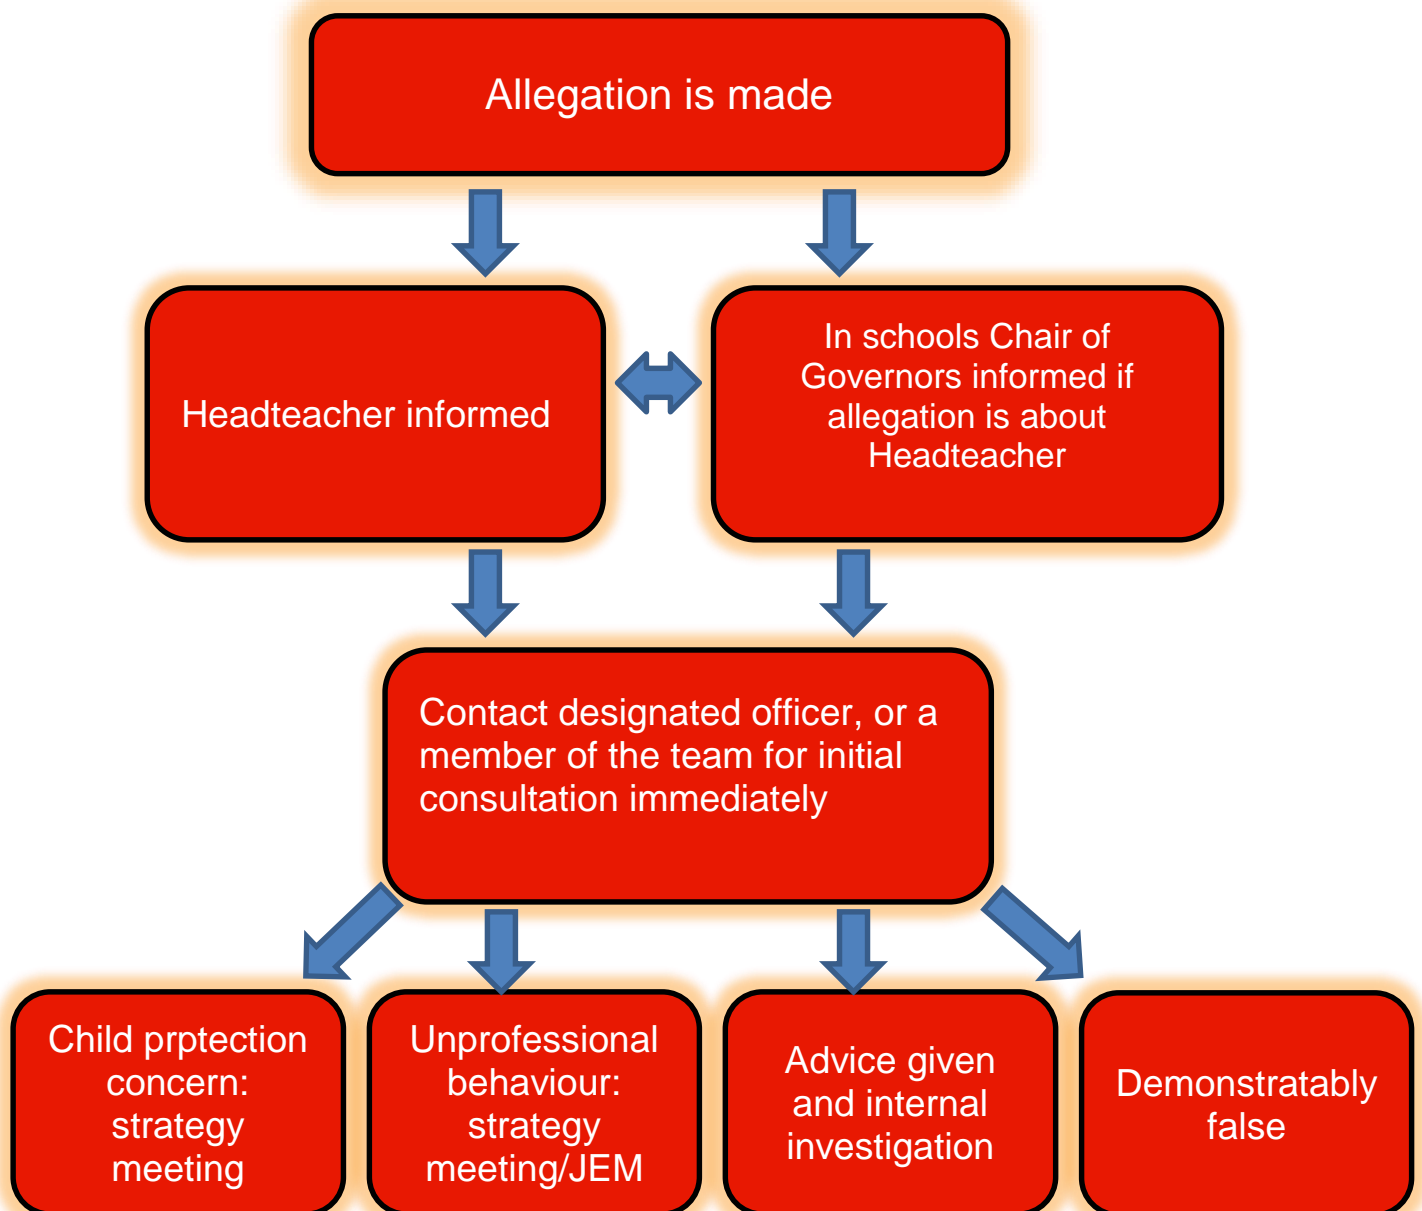 Allegation is made
Headteacher informed
In schools Chair of
Governors informed if
allegation is about
Headteacher
Contact designated officer, or a
member of the team for initial
consultation immediately
Child prptection
concern:
strategy
meeting
Unprofessional
behaviour:
strategy
meeting/JEM
Advice given
and internal
investigation
Demonstratably
false